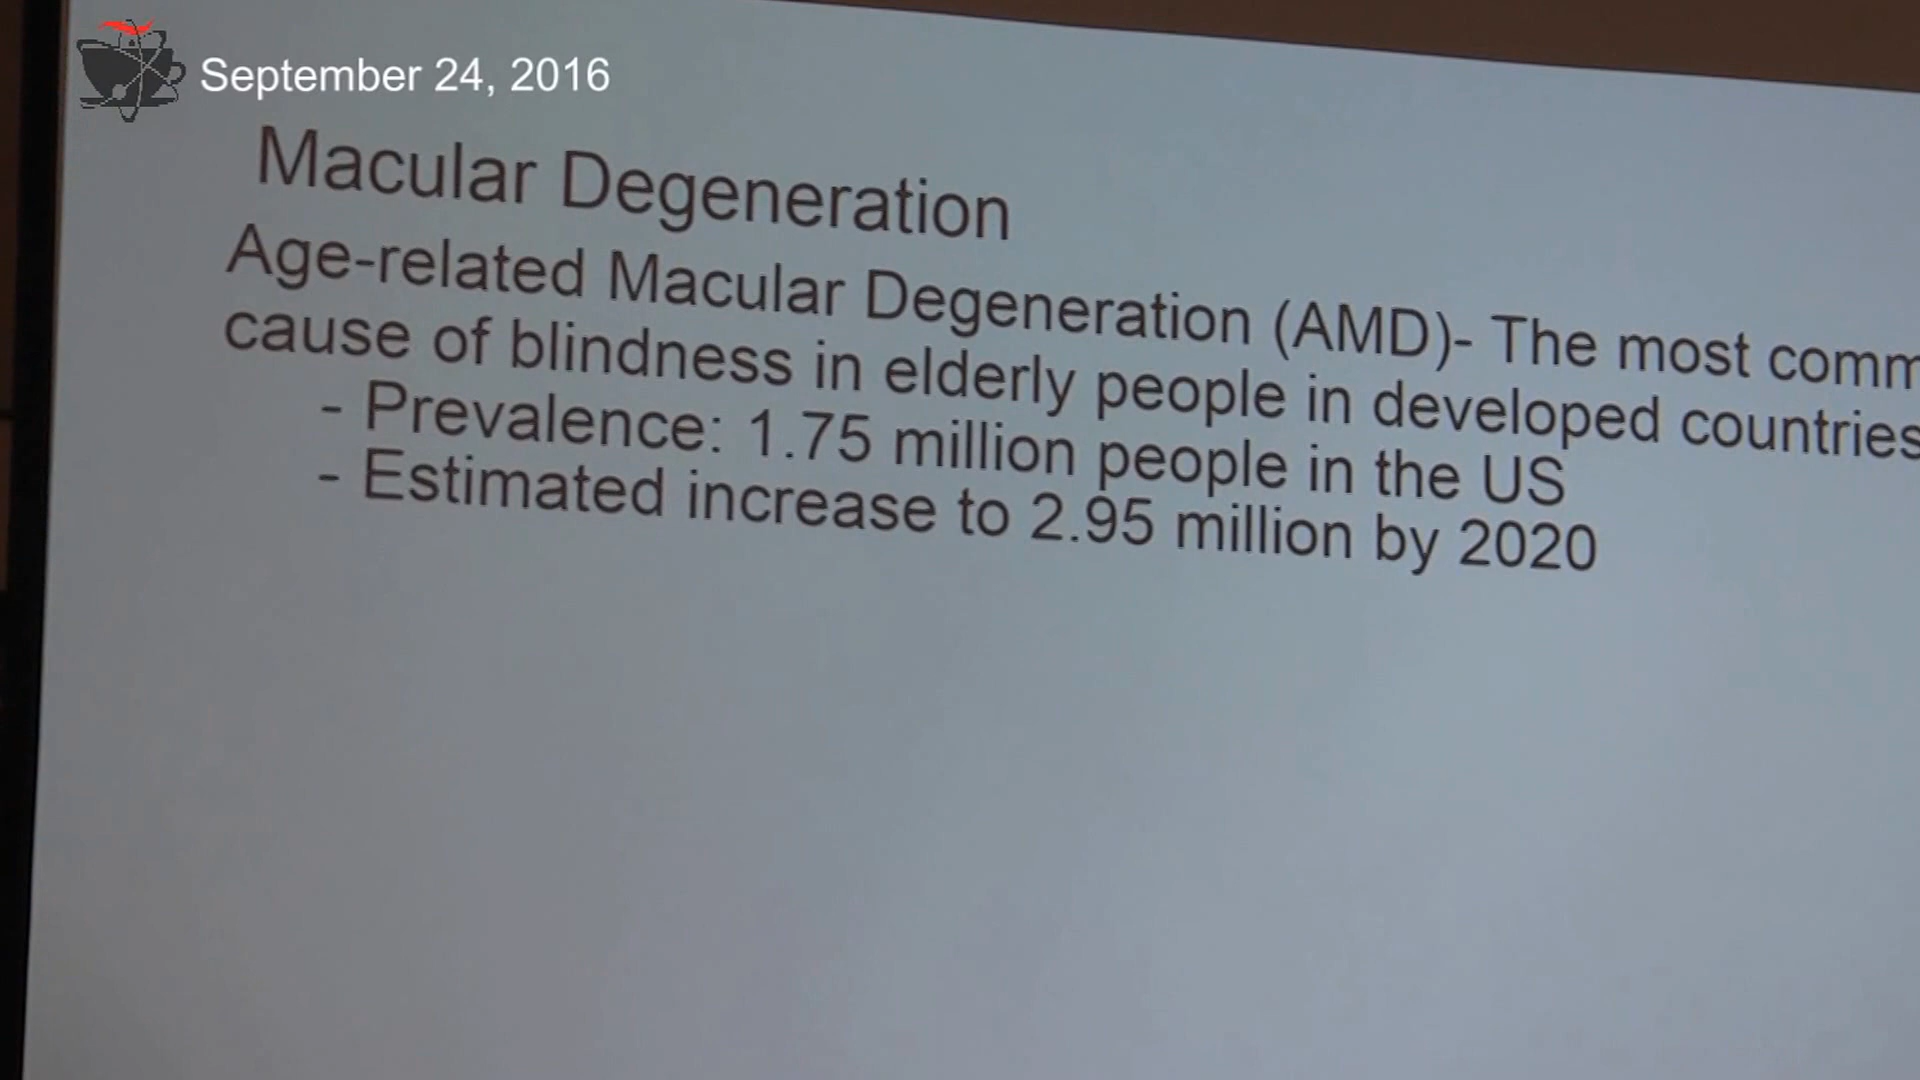 September 24, 2016
Macular Degeneration
Age-related Macular Degeneration (AMD)- The most comm
cause of blindness in elderly people in developed countries
- Prevalence: 1.75 million people in the US
- Estimated increase to 2.95 million by 2020